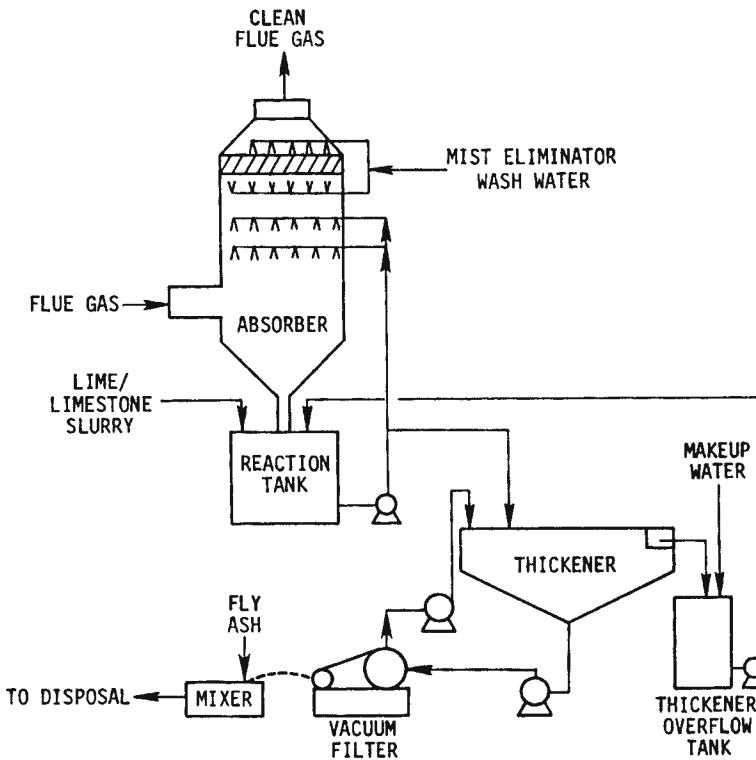 CLEAN
FLUE GAS
MIST ELIMINATOR
WASH WATER
FLUE GAS
ABSORBER
LIME/
LIMESTONE
SLURRY
REACTION
TANK
MAKEUP
WATER
THICKENER
FLY
ASH
TO DISPOSAL
MIXER
VACUUM
FILTER
THICKENER
OVERFLOW
TANK